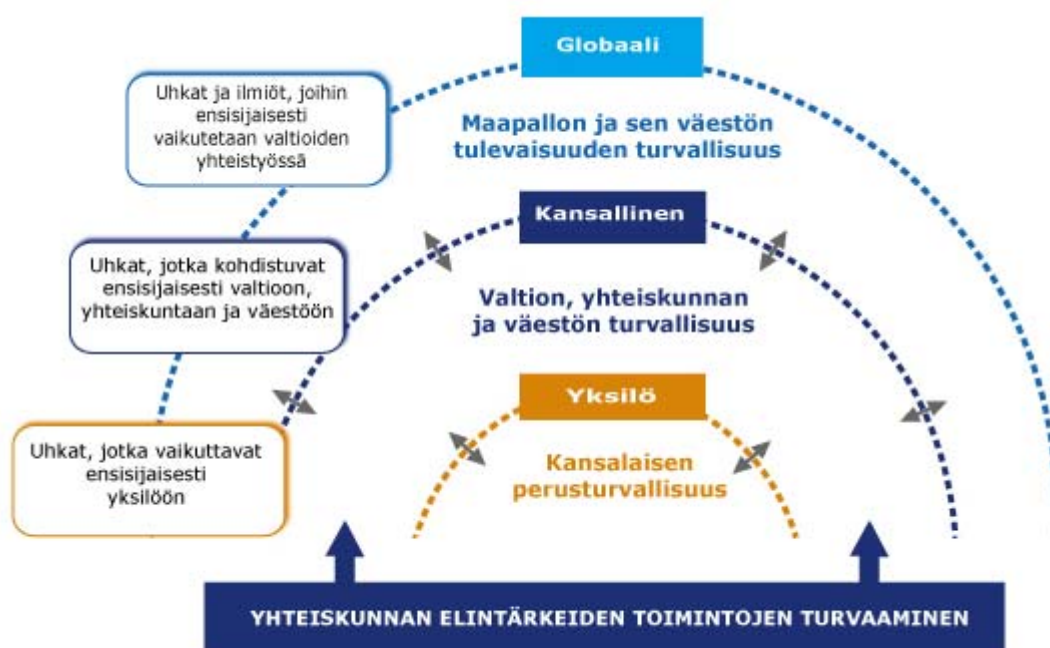 Globaali
Uhkat ja ilmiöt, joihin
ensisijaisesti
vaikutetaan valtioiden
yhteistyössä
Maapallon ja sen väestön
tulevaisuuden turvallisuus
Kansallinen
Uhkat, jotka kohdistuvat
ensisijaisesti valtioon,
yhteiskuntaan ja väestöön
Valtion, yhteiskunnan
ja väestön turvallisuus
Yksilö
Uhkat, jotka vaikuttavat
ensisijaisesti
yksilöön
Kansalaisen
perusturvallisuus
YHTEISKUNNAN ELINTÄRKEIDEN TOIMINTOJEN TURVAAMINEN